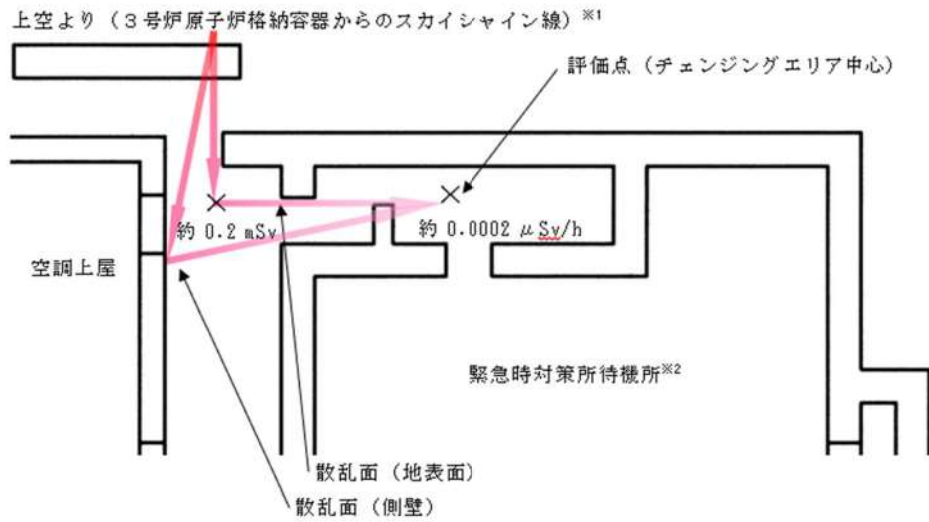 上空より（３号炉原子炉格納容器からのスカイシャイン線）※1
評価点（チェンジングエリア中心）
約 0.2 mSv
約 0.0002 μSv/h
空調上屋
緊急時対策所待機所※2
散乱面（地表面）
散乱面（側壁）